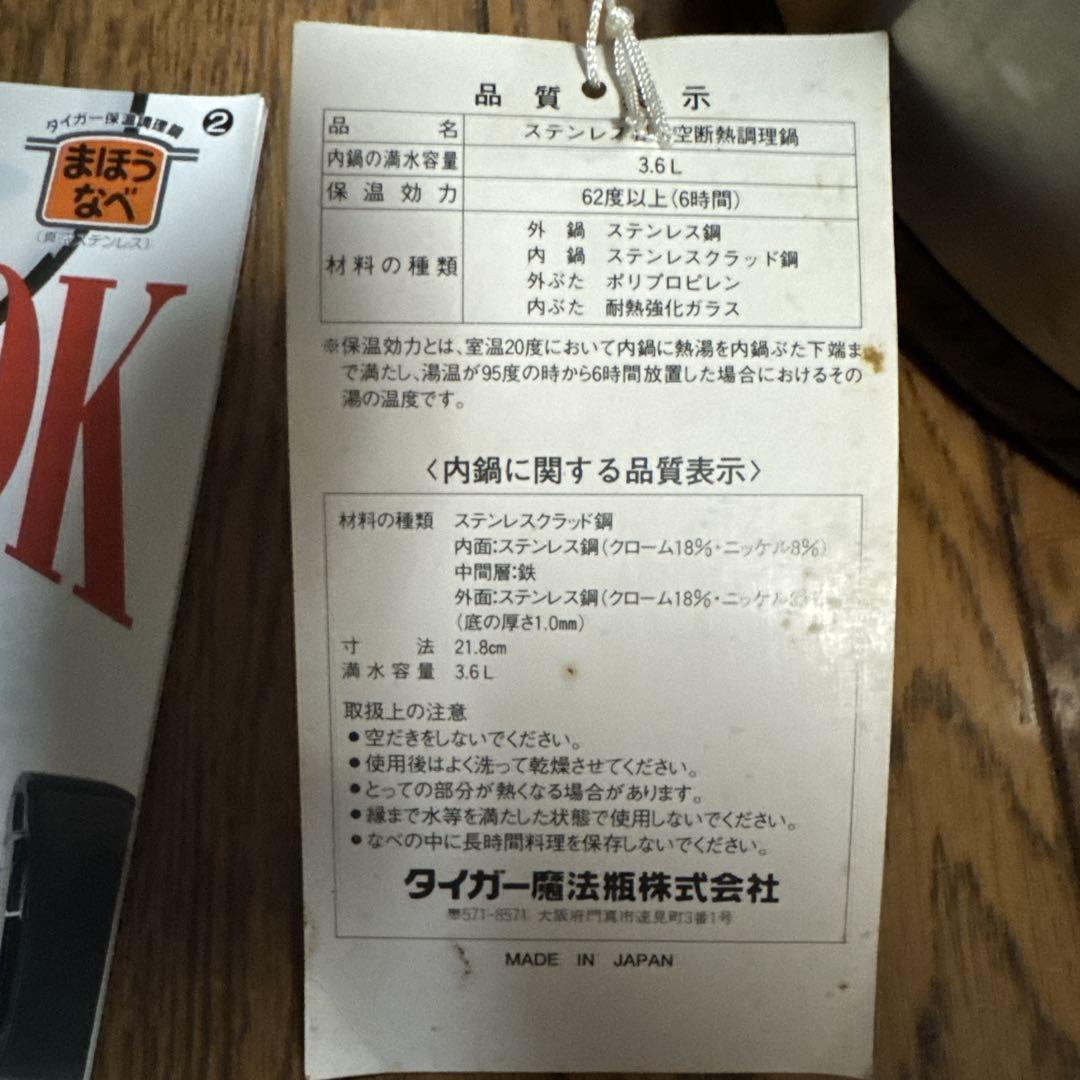 タイガー保温調理鍋
まほう
なべ
(真空ステンレス)
❷
OK
品質 示
品名 ステンレス 空断熱調理鍋
内鍋の満水容量 3.6L
保温効力 62度以上(6時間)
材料の種類
外鍋 ステンレス鋼
内鍋 ステンレスクラッド鋼
外ぶた ポリプロピレン
内ぶた 耐熱強化ガラス
※保温効力とは、室温20度において内鍋に熱湯を内鍋ぶた下端ま
で満たし、湯温が95度の時から6時間放置した場合におけるその
湯の温度です。
〈内鍋に関する品質表示〉
材料の種類 ステンレスクラッド鋼
内面:ステンレス鋼(クローム18%・ニッケル8%)
中間層:鉄
外面:ステンレス鋼(クローム18%・ニッケル
(底の厚さ1.0mm)
寸法 21.8cm
満水容量 3.6L
取扱上の注意
●空だきをしないでください。
●使用後はよく洗って乾燥させてください。
●とっての部分が熱くなる場合があります。
●縁まで水等を満たした状態で使用しないでください。
●なべの中に長時間料理を保存しないでください。
タイガー魔法瓶株式会社
〒571-8571 大阪府門真市速見町3番1号
MADE IN JAPAN